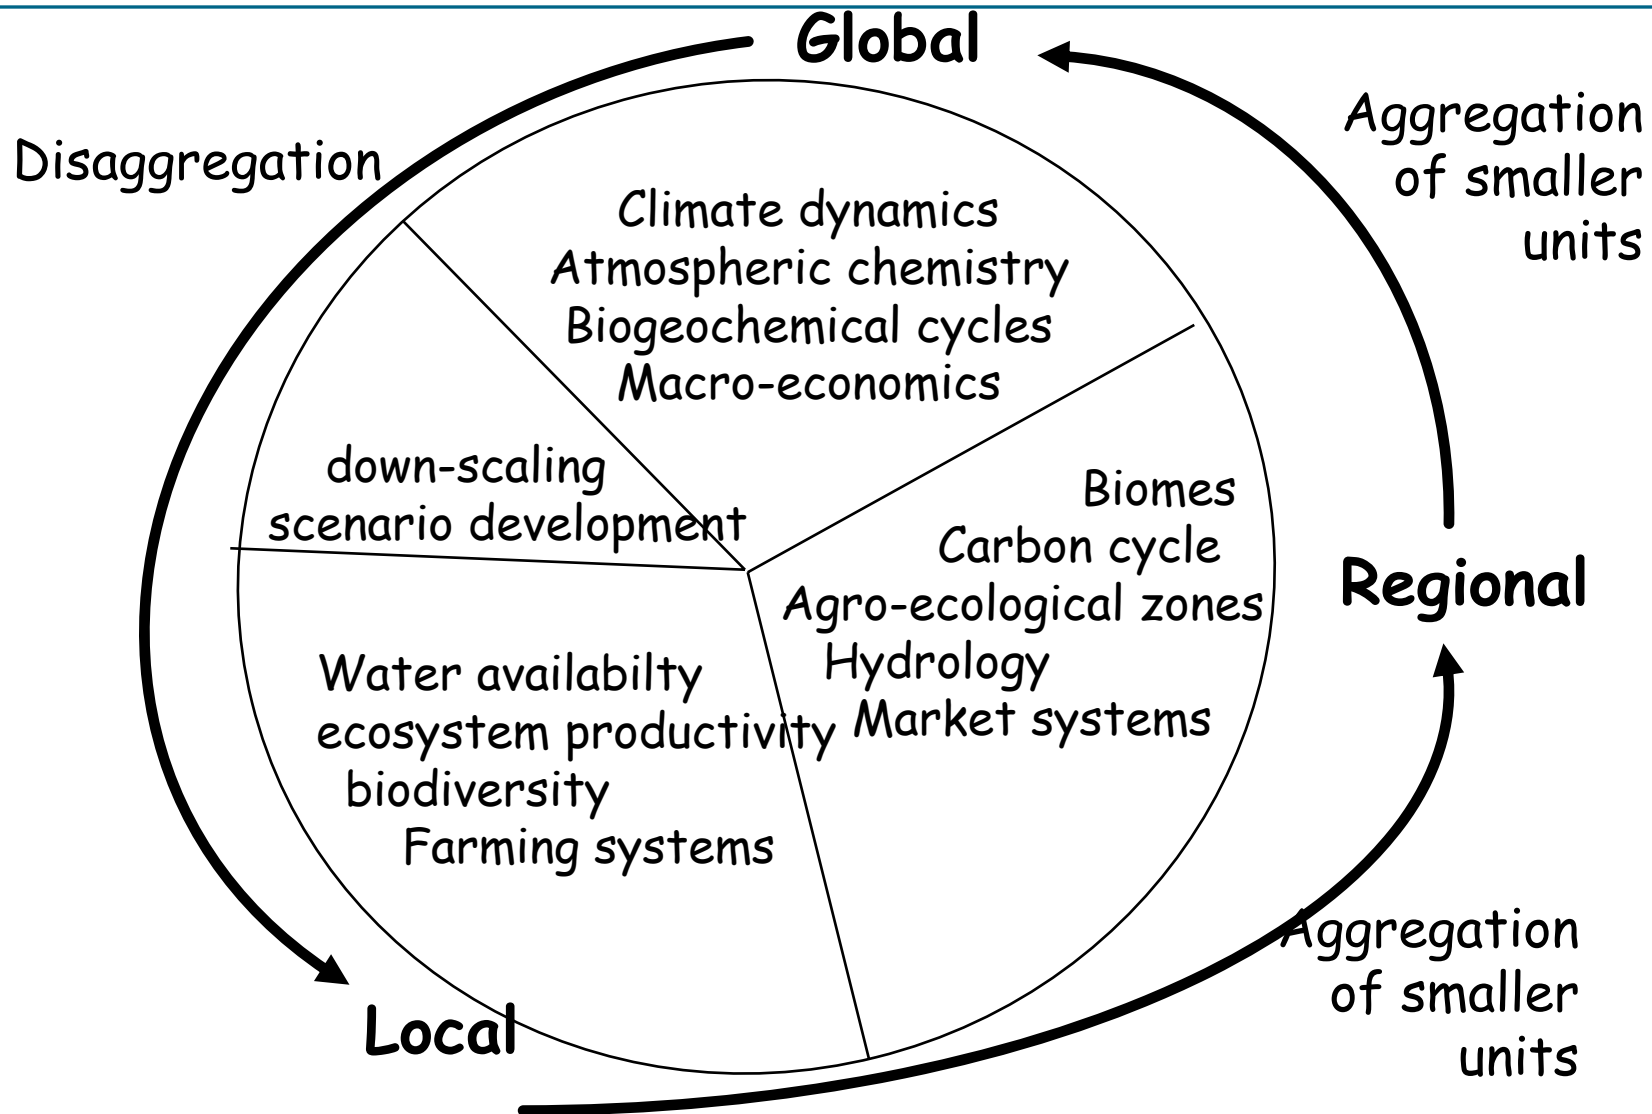 Global
Disaggregation
Aggregation
of smaller
units
Climate dynamics
Atmospheric chemistry
Biogeochemical cycles
Macro-economics
down-scaling
scenario development
Biomes
Carbon cycle
Agro-ecological zones
Hydrology
Market systems
Regional
Water availabilty
ecosystem productivity
biodiversity
Farming systems
Local
Aggregation
of smaller
units